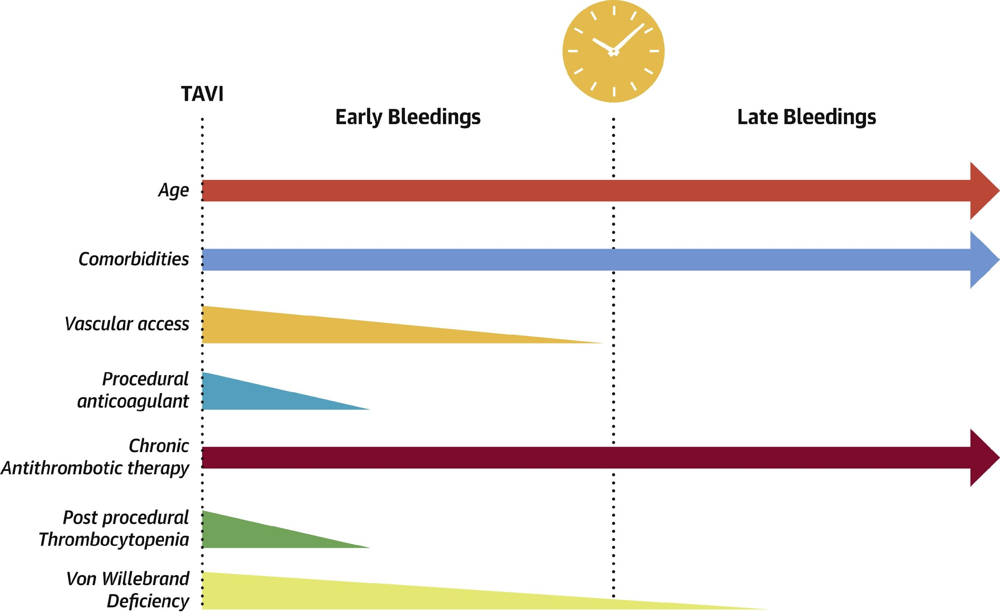 TAVI
Early Bleedings
Late Bleedings
Age
Comorbidities
Vascular access
Procedural
anticoagulant
Chronic
Antithrombotic therapy
Post procedural
Thrombocytopenia
Von Willebrand
Deficiency